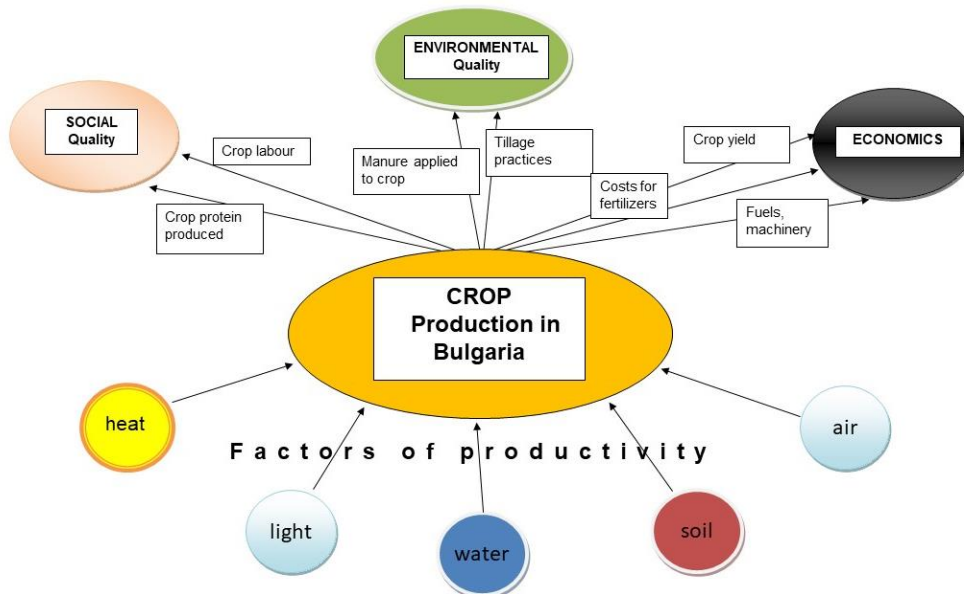 ENVIRONMENTAL
Quality
SOCIAL
Quality
ECONOMICS
Crop labour
Manure applied
to crop
Tillage
practices
Crop yield
Costs for
fertilizers
Crop protein
produced
Fuels,
machinery
CROP
Production in
Bulgaria
heat
air
Factors of productivity
light
water
soil